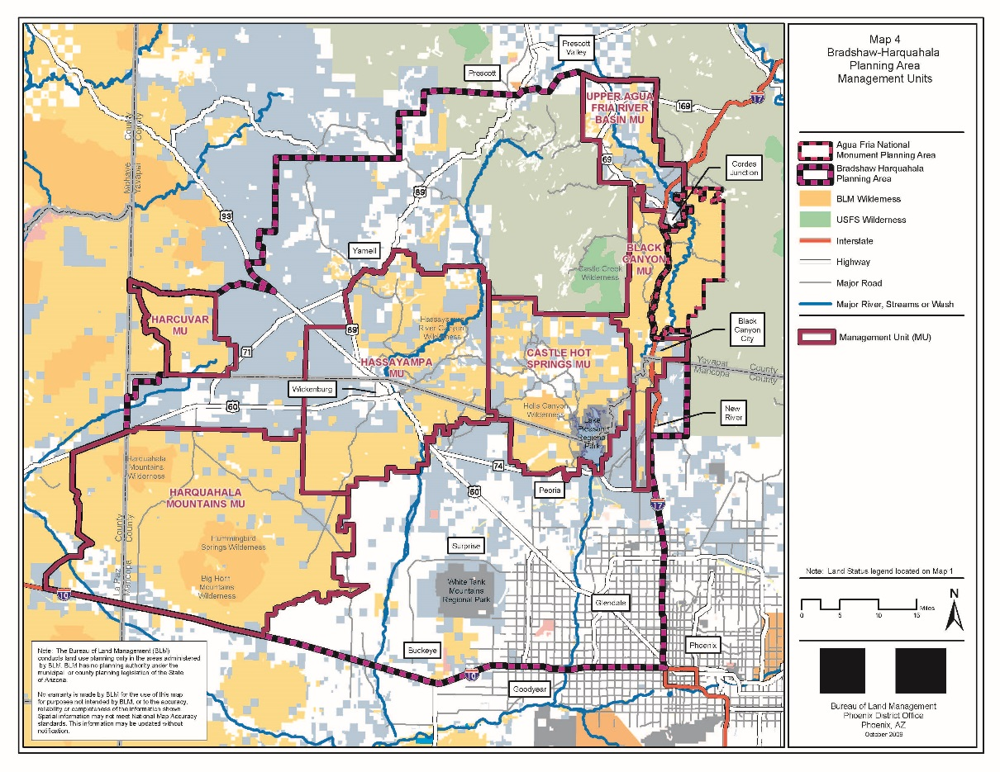 Map 4
Bradshaw-Harquahala
Planning Area
Management Units
Agua Fria National
Monument Planning Area
Bradshaw Harquahala
Planning Area
BLM Wilderness
USFS Wilderness
Interstate
Highway
Major Road
Major River, Streams or Wash
Management Unit (MU)
Note: Land Status legend located on Map 1
0 5 10 15 Miles
N
Bureau of Land Management
Phoenix District Office
Phoenix, AZ
October 2009
Prescott
Valley
Prescott
UPPER AGUA
FRIA RIVER
BASIN MU
169
17
69
Cordes
Junction
Mohave County
Yavapai County
93
89
Yarnell
BLACK
CANYON
MU
Castle Creek
Wilderness
HARCUVAR
MU
Hassayampa
River Canyon
Wilderness
89
71
Black
Canyon
City
CASTLE HOT
SPRINGS MU
HASSAYAMPA
MU
Yavapai County
Maricopa County
Wickenburg
60
Hells Canyon
Wilderness
Lake
Pleasant
Regional
Park
New
River
Harquahala
Mountains
Wilderness
74
HARQUAHALA
MOUNTAINS MU
60
Peoria
17
Hummingbird
Springs Wilderness
Surprise
La Paz County
Maricopa County
Big Horn
Mountains
Wilderness
White Tank
Mountains
Regional Park
10
Glendale
Buckeye
Phoenix
10
Goodyear
Note: The Bureau of Land Management (BLM)
conducts land use planning only in the areas administered
by BLM. BLM has no planning authority under the
municipal or county planning legislation of the State
of Arizona.
No warranty is made by BLM for the use of this map
for purposes not intended by BLM, or to the accuracy,
reliability or completeness of the information shown.
Spatial information may not meet National Map Accuracy
standards. This information may be updated without
notification.